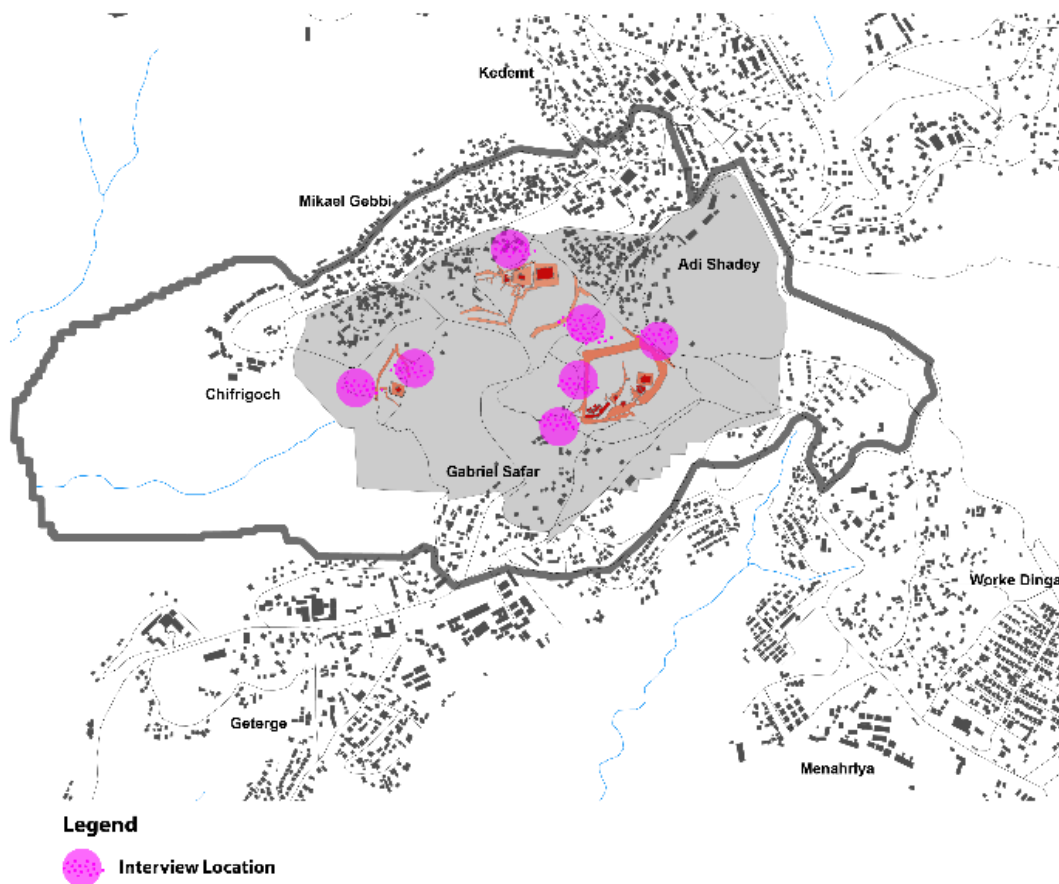 Kedemt
Mikael Gebbi
Adi Shadey
Chifrigoch
Gabriel Safar
Worke Dinga
Geterge
Menahriya
Legend
Interview Location